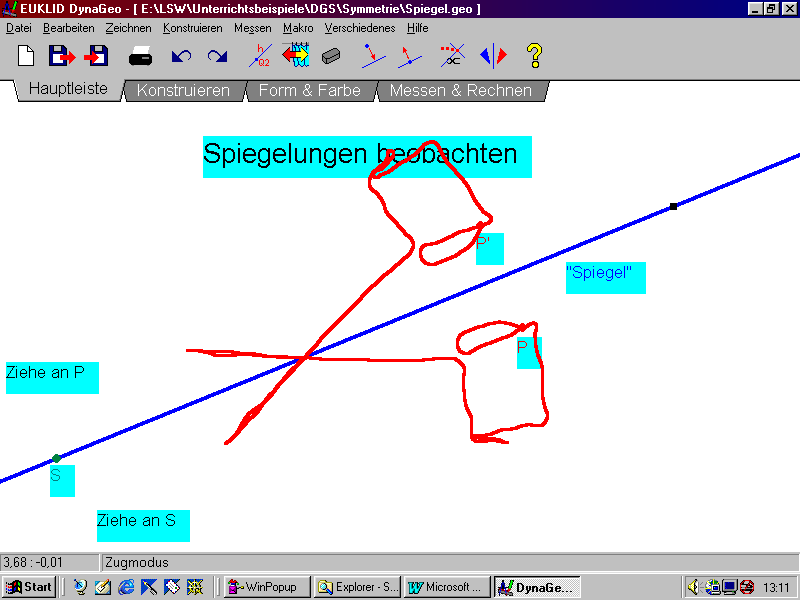 EUKLID DynaGeo - [ E:\LSW\Unterrichtsbeispiele\DGS\Symmetrie\Spiegel.geo ]
Datei Bearbeiten Zeichnen Konstruieren Messen Makro Verschiedenes Hilfe
Hauptleiste Konstruieren Form & Farbe Messen & Rechnen
Spiegelungen beobachten
P'
"Spiegel"
P
Ziehe an P
S
Ziehe an S
3,68 : -0,01 Zugmodus
Start WinPopup Explorer - S... Microsoft ... DynaGe... 13:11